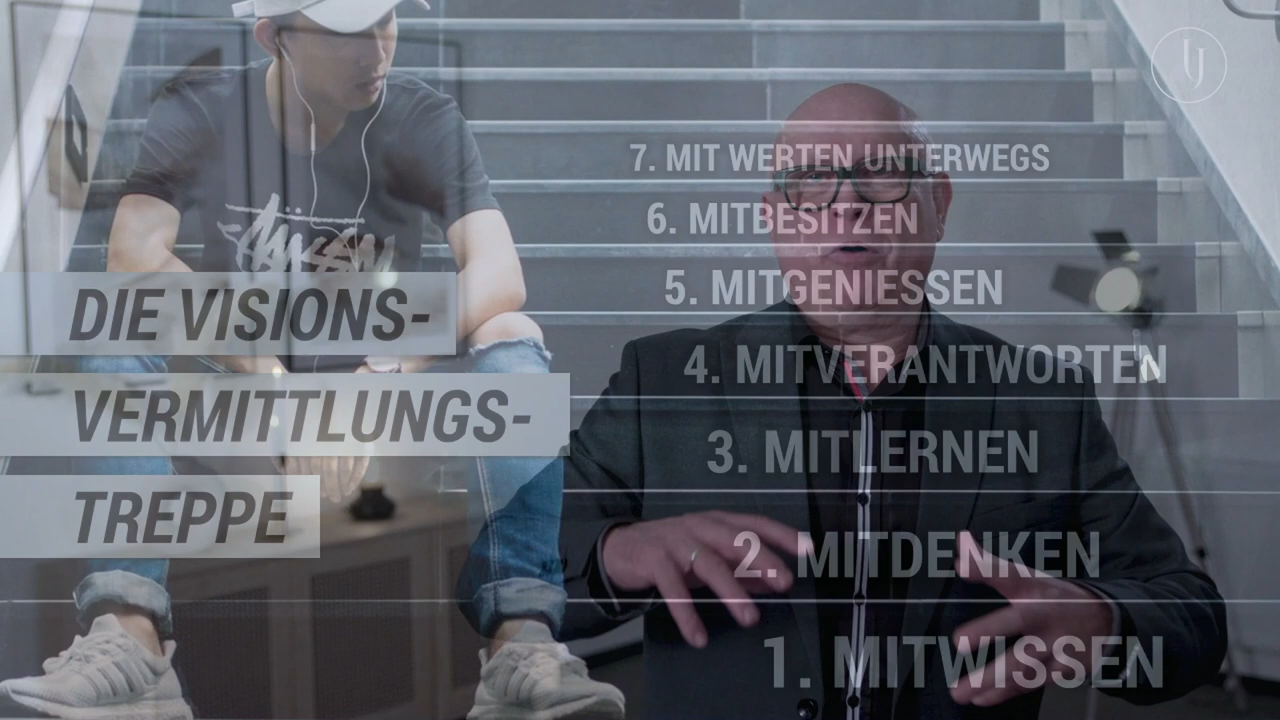 DIE VISIONS-
VERMITTLUNGS-
TREPPE
7. MIT WERTEN UNTERWEGS
6. MITBESITZEN
5. MITGENIESSEN
4. MITVERANTWORTEN
3. MITLERNEN
2. MITDENKEN
1. MITWISSEN
Stüssy